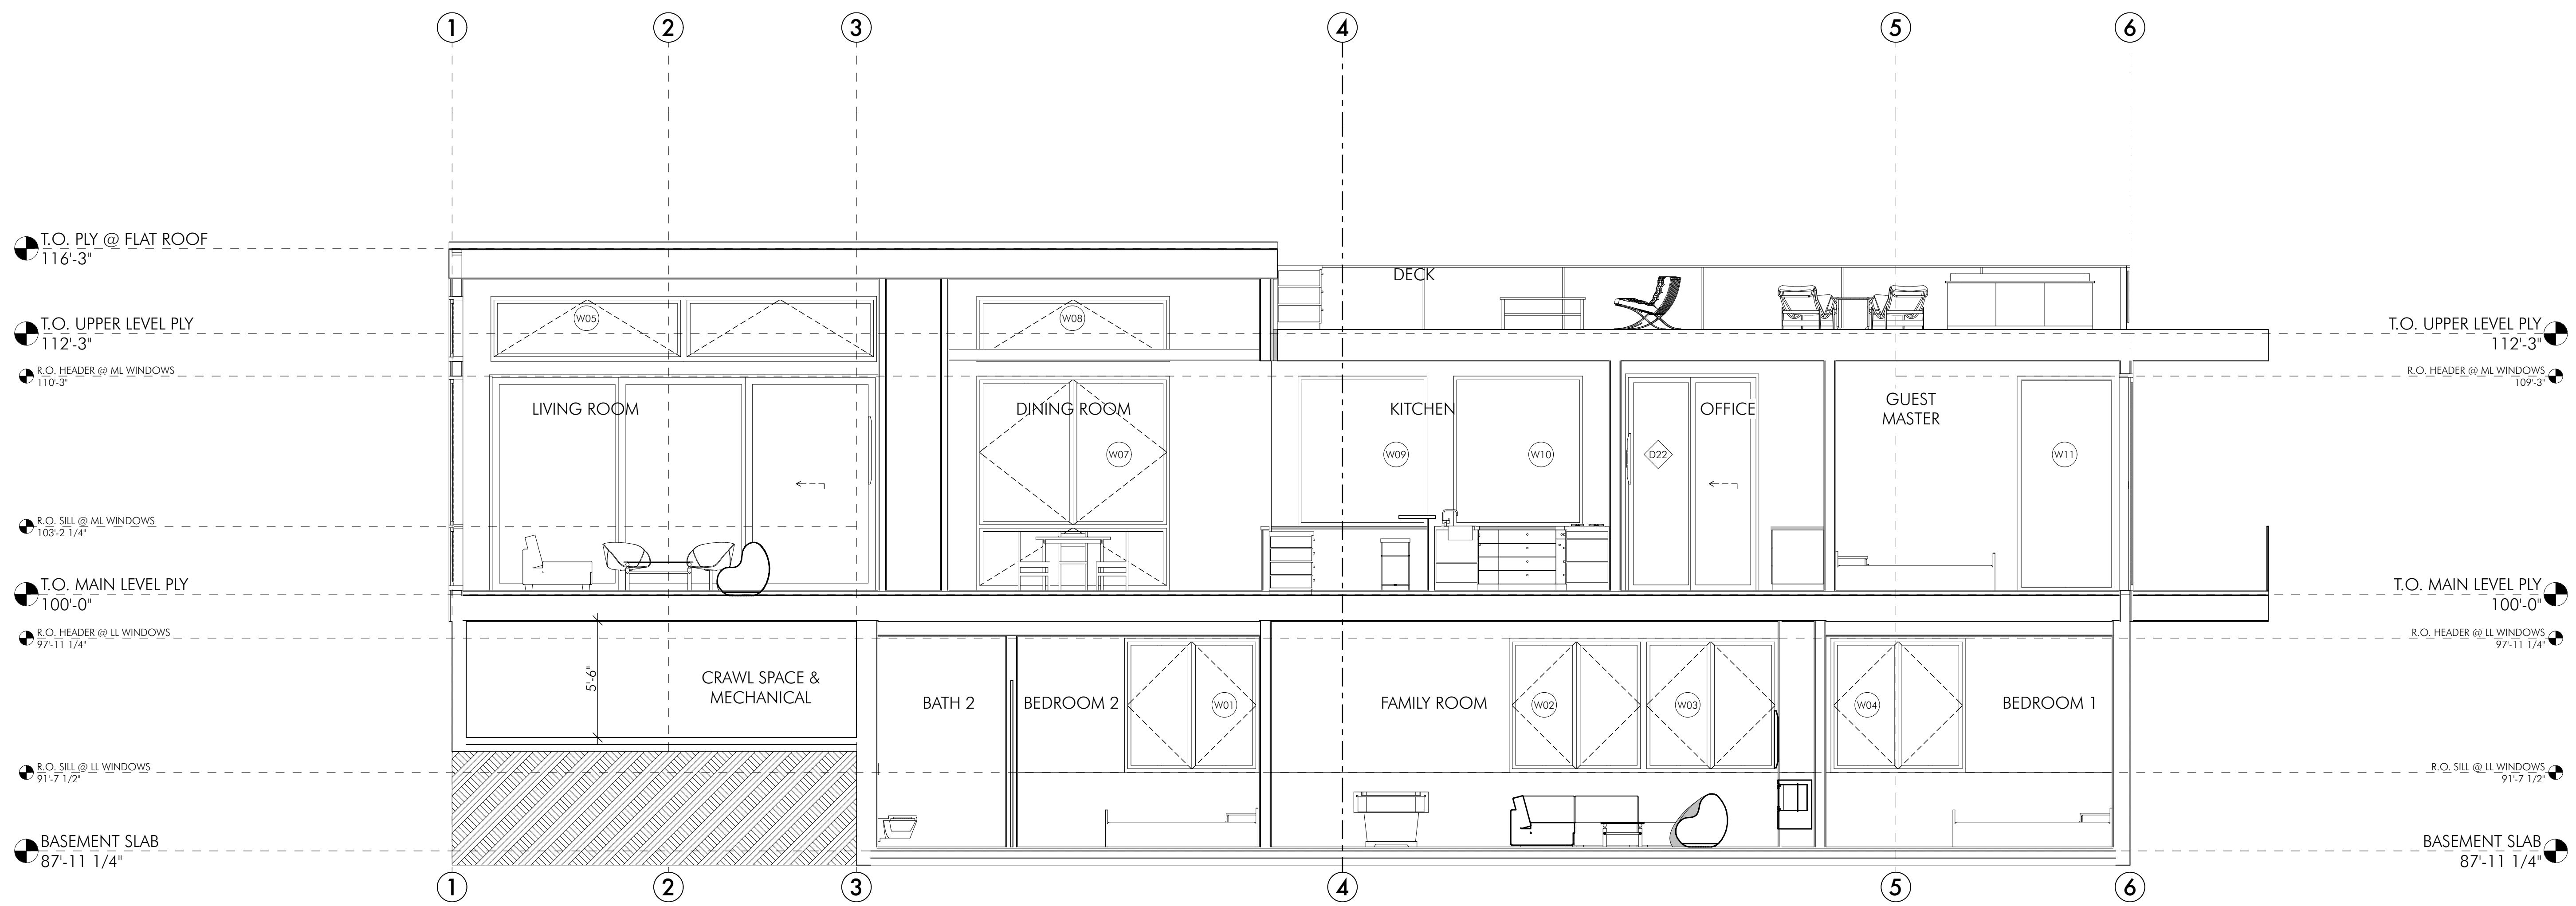 1 2 3 4 5 6
T.O. PLY @ FLAT ROOF
116'-3"
DECK
W05
W08
T.O. UPPER LEVEL PLY
112'-3"
T.O. UPPER LEVEL PLY
112'-3"
R.O. HEADER @ ML WINDOWS
110'-3"
R.O. HEADER @ ML WINDOWS
109'-3"
LIVING ROOM
DINING ROOM
KITCHEN
OFFICE
GUEST
MASTER
W07
W09
W10
D22
W11
R.O. SILL @ ML WINDOWS
103'-2 1/4"
T.O. MAIN LEVEL PLY
100'-0"
T.O. MAIN LEVEL PLY
100'-0"
R.O. HEADER @ LL WINDOWS
97'-11 1/4"
R.O. HEADER @ LL WINDOWS
97'-11 1/4"
5'-6"
CRAWL SPACE &
MECHANICAL
BATH 2
BEDROOM 2
W01
FAMILY ROOM
W02
W03
W04
BEDROOM 1
R.O. SILL @ LL WINDOWS
91'-7 1/2"
R.O. SILL @ LL WINDOWS
91'-7 1/2"
BASEMENT SLAB
87'-11 1/4"
BASEMENT SLAB
87'-11 1/4"
1 2 3 4 5 6